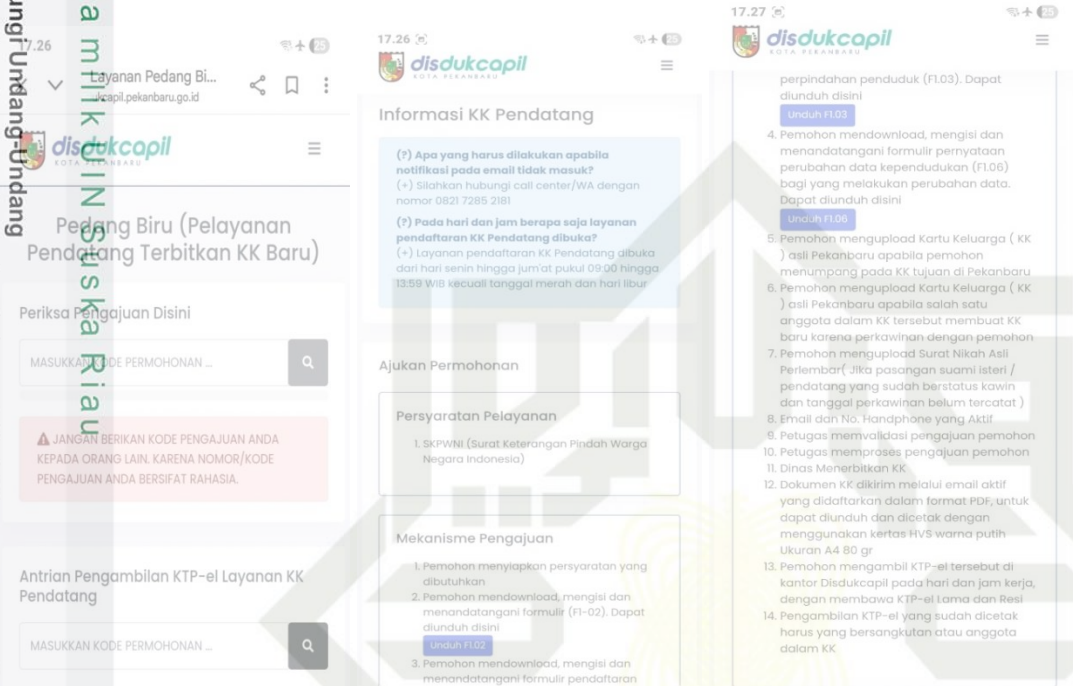 ungi Undang-Undang
a milik UIN Suska Riau
17.26
25
Layanan Pedang Bi...
..kcapil.pekanbaru.go.id
disdukcapil
KOTA PEKANBARU
Pedang Biru (Pelayanan
Pendatang Terbitkan KK Baru)
Periksa Pengajuan Disini
MASUKKAN KODE PERMOHONAN ...
JANGAN BERIKAN KODE PENGAJUAN ANDA
KEPADA ORANG LAIN. KARENA NOMOR/KODE
PENGAJUAN ANDA BERSIFAT RAHASIA.
Antrian Pengambilan KTP-el Layanan KK
Pendatang
MASUKKAN KODE PERMOHONAN ...
17.26
25
disdukcapil
KOTA PEKANBARU
Informasi KK Pendatang
(?) Apa yang harus dilakukan apabila
notifikasi pada email tidak masuk?
(+) Silahkan hubungi call center/WA dengan
nomor 0821 7285 2181
(?) Pada hari dan jam berapa saja layanan
pendaftaran KK Pendatang dibuka?
(+) Layanan pendaftaran KK Pendatang dibuka
dari hari senin hingga jum'at pukul 09:00 hingga
13:59 WIB kecuali tanggal merah dan hari libur
Ajukan Permohonan
Persyaratan Pelayanan
1. SKPWNI (Surat Keterangan Pindah Warga
Negara Indonesia)
Mekanisme Pengajuan
1. Pemohon menyiapkan persyaratan yang
dibutuhkan
2. Pemohon mendownload, mengisi dan
menandatangani formulir (F1-02). Dapat
diunduh disini
Unduh F1.02
3. Pemohon mendownload, mengisi dan
menandatangani formulir pendaftaran
17.27
25
disdukcapil
KOTA PEKANBARU
perpindahan penduduk (F1.03). Dapat
diunduh disini
Unduh F1.03
4. Pemohon mendownload, mengisi dan
menandatangani formulir pernyataan
perubahan data kependudukan (F1.06)
bagi yang melakukan perubahan data.
Dapat diunduh disini
Unduh F1.06
5. Pemohon mengupload Kartu Keluarga ( KK
) asli Pekanbaru apabila pemohon
menumpang pada KK tujuan di Pekanbaru
6. Pemohon mengupload Kartu Keluarga ( KK
) asli Pekanbaru apabila salah satu
anggota dalam KK tersebut membuat KK
baru karena perkawinan dengan pemohon
7. Pemohon mengupload Surat Nikah Asli
Perlembar( Jika pasangan suami isteri /
pendatang yang sudah berstatus kawin
dan tanggal perkawinan belum tercatat )
8. Email dan No. Handphone yang Aktif
9. Petugas memvalidasi pengajuan pemohon
10. Petugas memproses pengajuan pemohon
11. Dinas Menerbitkan KK
12. Dokumen KK dikirim melalui email aktif
yang didaftarkan dalam format PDF, untuk
dapat diunduh dan dicetak dengan
menggunakan kertas HVS warna putih
Ukuran A4 80 gr
13. Pemohon mengambil KTP-el tersebut di
kantor Disdukcapil pada hari dan jam kerja,
dengan membawa KTP-el Lama dan Resi
14. Pengambilan KTP-el yang sudah dicetak
harus yang bersangkutan atau anggota
dalam KK